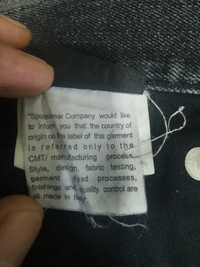 "Sportswear Company would like
to inform you that the country of
origin on the label of this garment
is referred only to the
CMT/ manufacturing process.
Style, design, fabric testing,
garment dyed processes,
finishings and quality control are
all made in Italy